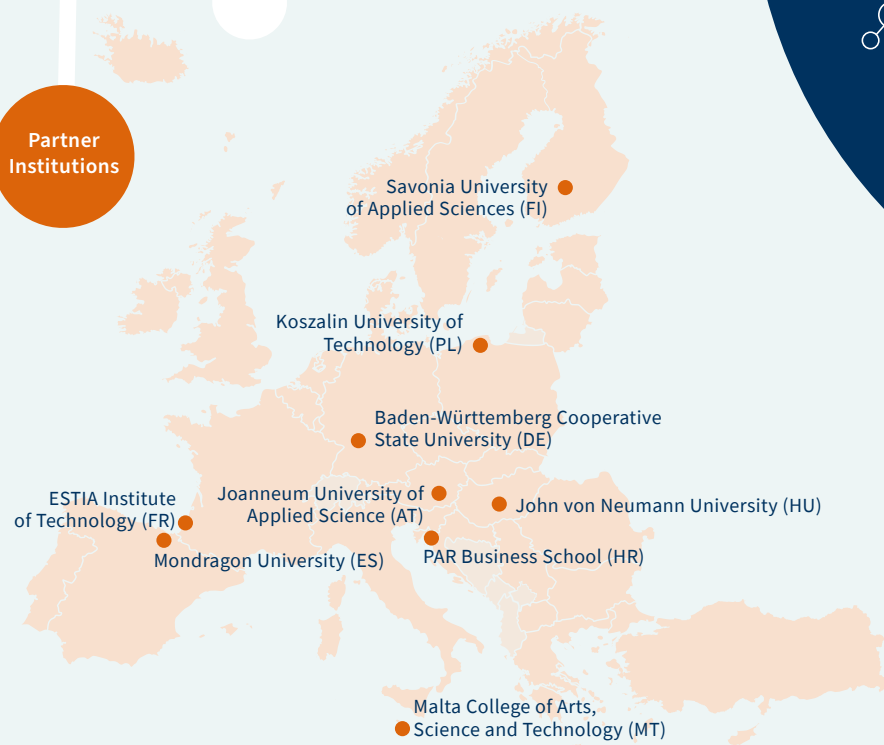 Partner
Institutions
Savonia University
of Applied Sciences (FI)
Koszalin University of
Technology (PL)
Baden-Württemberg Cooperative
State University (DE)
ESTIA Institute
of Technology (FR)
Joanneum University of
Applied Science (AT)
John von Neumann University (HU)
Mondragon University (ES)
PAR Business School (HR)
Malta College of Arts,
Science and Technology (MT)